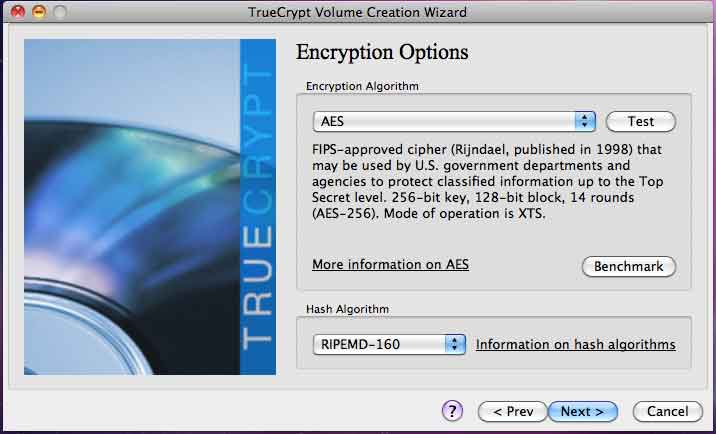 TrueCrypt Volume Creation Wizard
TRUECRYPT
Encryption Options
Encryption Algorithm
AES
Test
FIPS-approved cipher (Rijndael, published in 1998) that
may be used by U.S. government departments and
agencies to protect classified information up to the Top
Secret level. 256-bit key, 128-bit block, 14 rounds
(AES-256). Mode of operation is XTS.
More information on AES
Benchmark
Hash Algorithm
RIPEMD-160
Information on hash algorithms
?
< Prev
Next >
Cancel